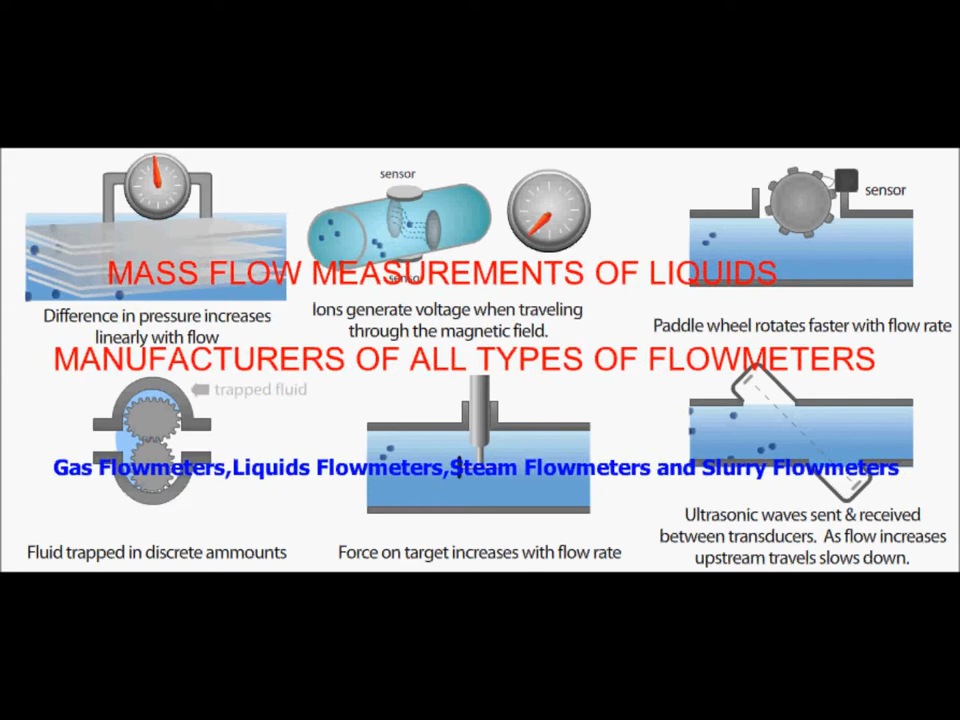 sensor
sensor
sensor
MASS FLOW MEASUREMENTS OF LIQUIDS
Difference in pressure increases
linearly with flow
Ions generate voltage when traveling
through the magnetic field.
Paddle wheel rotates faster with flow rate
MANUFACTURERS OF ALL TYPES OF FLOWMETERS
trapped fluid
Gas Flowmeters,Liquids Flowmeters,Steam Flowmeters and Slurry Flowmeters
Fluid trapped in discrete ammounts
Force on target increases with flow rate
Ultrasonic waves sent & received
between transducers. As flow increases
upstream travels slows down.